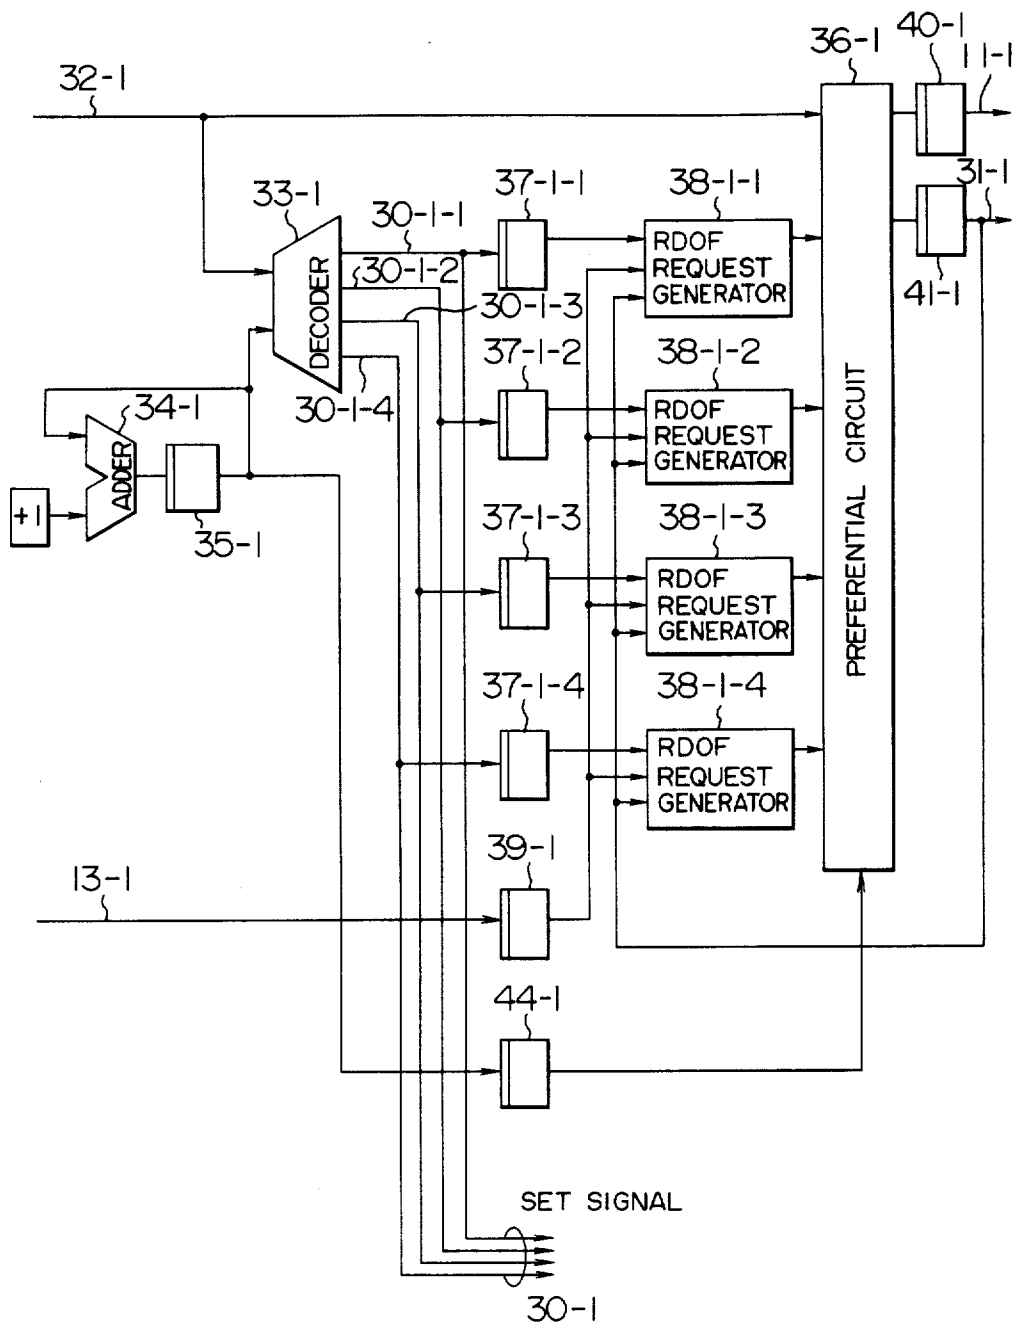 40-1
36-1
11-1
32-1
33-1
37-1-1
38-1-1
31-1
30-1-1
RDOF
REQUEST
GENERATOR
30-1-2
DECODER
30-1-3
41-1
37-1-2
38-1-2
34-1
30-1-4
RDOF
REQUEST
GENERATOR
ADDER
+1
35-1
37-1-3
38-1-3
RDOF
REQUEST
GENERATOR
PREFERENTIAL CIRCUIT
37-1-4
38-1-4
RDOF
REQUEST
GENERATOR
39-1
13-1
44-1
SET SIGNAL
30-1